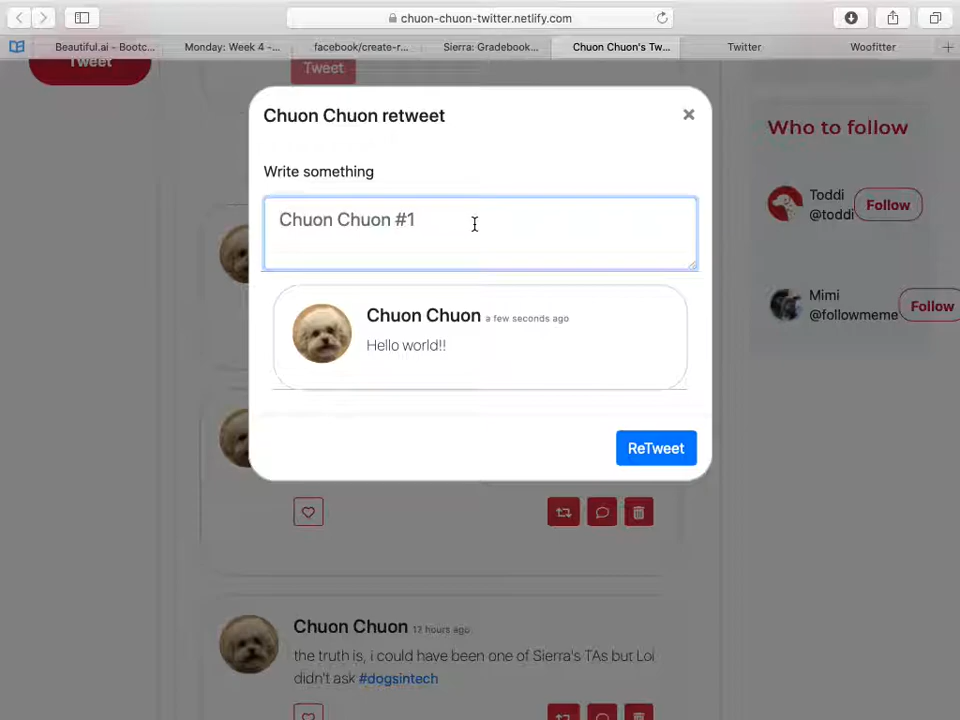 chuon-chuon-twitter.netlify.com
Beautiful.ai - Bootc...
Monday: Week 4 -...
facebook/create-r...
Sierra: Gradebook...
Chuon Chuon's Tw...
Twitter
Woofitter
Tweet
Tweet
Chuon Chuon retweet
Write something
Chuon Chuon #1
Chuon Chuon a few seconds ago
Hello world!!
ReTweet
Who to follow
Toddi
@toddi
Follow
Mimi
@followmeme
Follow
Chuon Chuon 17 hours ago
the truth is, i could have been one of Sierra's TAs but Loi
didn't ask #dogsintech